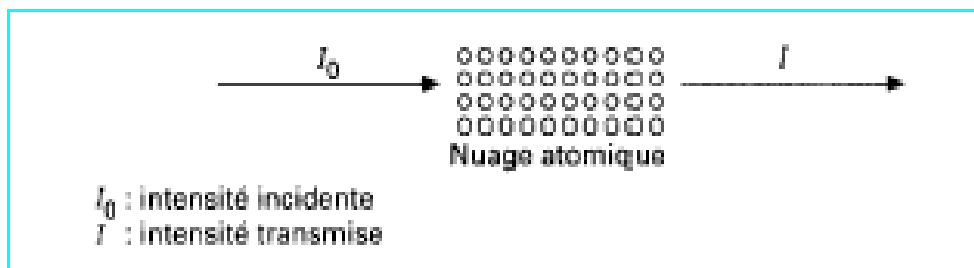 I₀ I
Nuage atomique
I₀ : intensité incidente
I : intensité transmise